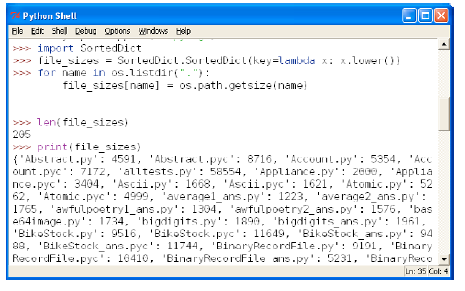 Python Shell
File Edit Shell Debug Options Windows Help
>>> import SortedDict
>>> file_sizes = SortedDict.SortedDict(key=lambda x: x.lower())
>>> for name in os.listdir("."):
        file_sizes[name] = os.path.getsize(name)
>>> len(file_sizes)
205
>>> print(file_sizes)
{'Abstract.py': 4591, 'Abstract.pyc': 8716, 'Account.py': 5354, 'Acc
ount.pyc': 7172, 'alltests.py': 58554, 'Appliance.py': 2000, 'Applia
nce.pyc': 3404, 'Ascii.py': 1668, 'Ascii.pyc': 1621, 'Atomic.py': 52
62, 'Atomic.pyc': 4999, 'average1_ans.py': 1223, 'average2_ans.py':
1765, 'awfulpoetry1_ans.py': 1304, 'awfulpoetry2_ans.py': 1576, 'bas
e64image.py': 1734, 'bigdigits.py': 1890, 'bigdigits_ans.py': 1961,
'BikeStock.py': 9516, 'BikeStock.pyc': 11649, 'BikeStock_ans.py': 94
88, 'BikeStock_ans.pyc': 11744, 'BinaryRecordFile.py': 9191, 'Binary
RecordFile.pyc': 10410, 'BinaryRecordFile_ans.py': 5231, 'BinaryReco
Ln: 35 Col: 4